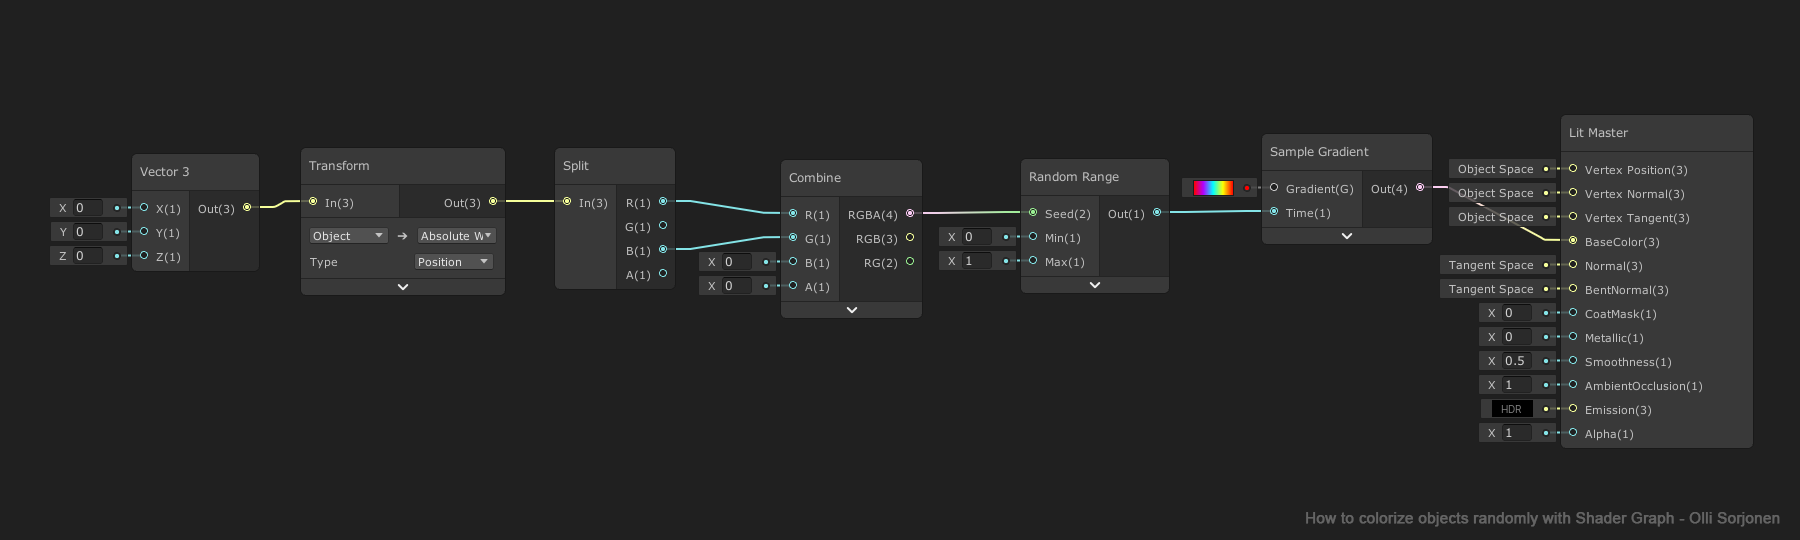 Vector 3
X 0 X(1) Out(3)
Y 0 Y(1)
Z 0 Z(1)
Transform
In(3) Out(3)
Object Absolute W
Type Position
Split
In(3) R(1)
G(1)
B(1)
A(1)
Combine
R(1) RGBA(4)
G(1) RGB(3)
X 0 B(1) RG(2)
X 0 A(1)
Random Range
Seed(2) Out(1)
X 0 Min(1)
X 1 Max(1)
Sample Gradient
Gradient(G) Out(4)
Time(1)
Lit Master
Object Space Vertex Position(3)
Object Space Vertex Normal(3)
Object Space Vertex Tangent(3)
BaseColor(3)
Tangent Space Normal(3)
Tangent Space BentNormal(3)
X 0 CoatMask(1)
X 0 Metallic(1)
X 0.5 Smoothness(1)
X 1 AmbientOcclusion(1)
HDR Emission(3)
X 1 Alpha(1)
How to colorize objects randomly with Shader Graph - Olli Sorjonen